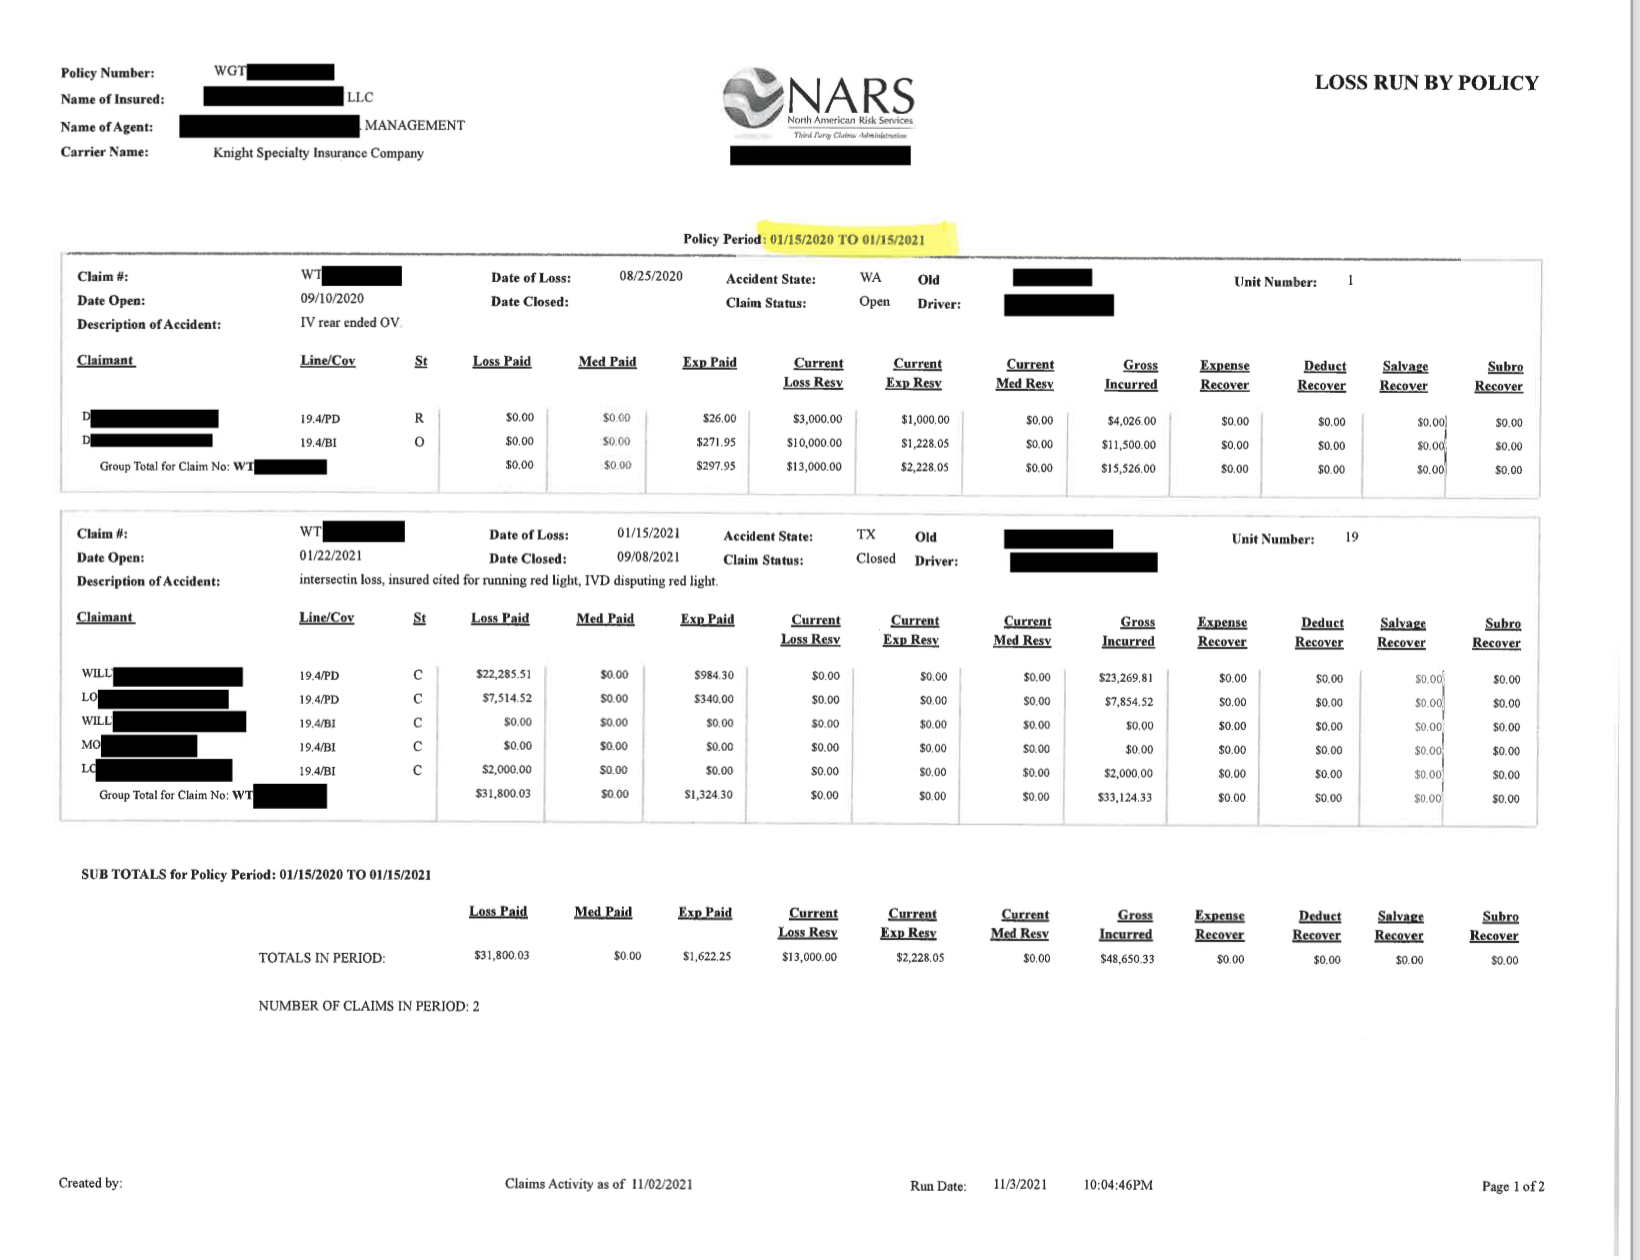 LOSS RUN BY POLICY
Policy Number: WGT
Name of Insured: LLC
Name of Agent: MANAGEMENT
Carrier Name: Knight Specialty Insurance Company
NARS
North American Risk Services
Third Party Claims Administration
Policy Period: 01/15/2020 TO 01/15/2021
Claim #: WT Date of Loss: 08/25/2020 Accident State: WA Old Unit Number: 1
Date Open: 09/10/2020 Date Closed: Claim Status: Open Driver:
Description of Accident: IV rear ended OV.
Claimant Line/Cov St Loss Paid Med Paid Exp Paid Current Loss Resv Current Exp Resv Current Med Resv Gross Incurred Expense Recover Deduct Recover Salvage Recover Subro Recover
D 19.4/PD R $0.00 $0.00 $26.00 $3,000.00 $1,000.00 $0.00 $4,026.00 $0.00 $0.00 $0.00 $0.00
D 19.4/BI O $0.00 $0.00 $271.95 $10,000.00 $1,228.05 $0.00 $11,500.00 $0.00 $0.00 $0.00 $0.00
Group Total for Claim No: WT $0.00 $0.00 $297.95 $13,000.00 $2,228.05 $0.00 $15,526.00 $0.00 $0.00 $0.00 $0.00
Claim #: WT Date of Loss: 01/15/2021 Accident State: TX Old Unit Number: 19
Date Open: 01/22/2021 Date Closed: 09/08/2021 Claim Status: Closed Driver:
Description of Accident: intersectin loss, insured cited for running red light, IVD disputing red light.
Claimant Line/Cov St Loss Paid Med Paid Exp Paid Current Loss Resv Current Exp Resv Current Med Resv Gross Incurred Expense Recover Deduct Recover Salvage Recover Subro Recover
WILL 19.4/PD C $22,285.51 $0.00 $984.30 $0.00 $0.00 $0.00 $23,269.81 $0.00 $0.00 $0.00 $0.00
LO 19.4/PD C $7,514.52 $0.00 $340.00 $0.00 $0.00 $0.00 $7,854.52 $0.00 $0.00 $0.00 $0.00
WILL 19.4/BI C $0.00 $0.00 $0.00 $0.00 $0.00 $0.00 $0.00 $0.00 $0.00 $0.00 $0.00
MO 19.4/BI C $0.00 $0.00 $0.00 $0.00 $0.00 $0.00 $0.00 $0.00 $0.00 $0.00 $0.00
LO 19.4/BI C $2,000.00 $0.00 $0.00 $0.00 $0.00 $0.00 $2,000.00 $0.00 $0.00 $0.00 $0.00
Group Total for Claim No: WT $31,800.03 $0.00 $1,324.30 $0.00 $0.00 $0.00 $33,124.33 $0.00 $0.00 $0.00 $0.00
SUB TOTALS for Policy Period: 01/15/2020 TO 01/15/2021
Loss Paid Med Paid Exp Paid Current Loss Resv Current Exp Resv Current Med Resv Gross Incurred Expense Recover Deduct Recover Salvage Recover Subro Recover
TOTALS IN PERIOD: $31,800.03 $0.00 $1,622.25 $13,000.00 $2,228.05 $0.00 $48,650.33 $0.00 $0.00 $0.00 $0.00
NUMBER OF CLAIMS IN PERIOD: 2
Created by: Claims Activity as of 11/02/2021 Run Date: 11/3/2021 10:04:46PM Page 1 of 2